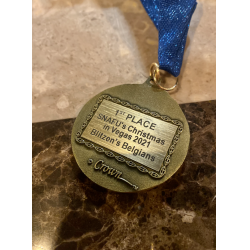 1ST PLACE
SNAFU's Christmas
in Vegas 2021
Blitzen's Belgians
Crown